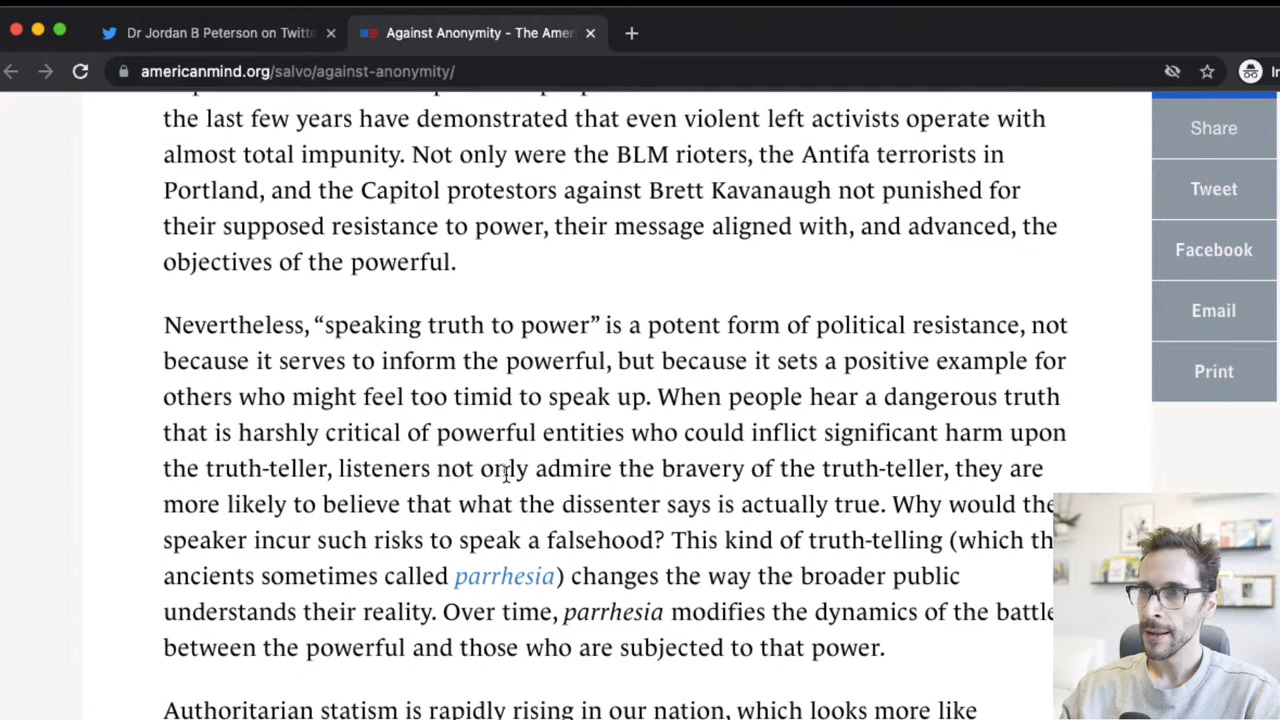 Dr Jordan B Peterson on Twitte
Against Anonymity - The Amer
americanmind.org/salvo/against-anonymity/
the last few years have demonstrated that even violent left activists operate with
almost total impunity. Not only were the BLM rioters, the Antifa terrorists in
Portland, and the Capitol protestors against Brett Kavanaugh not punished for
their supposed resistance to power, their message aligned with, and advanced, the
objectives of the powerful.
Nevertheless, “speaking truth to power” is a potent form of political resistance, not
because it serves to inform the powerful, but because it sets a positive example for
others who might feel too timid to speak up. When people hear a dangerous truth
that is harshly critical of powerful entities who could inflict significant harm upon
the truth-teller, listeners not only admire the bravery of the truth-teller, they are
more likely to believe that what the dissenter says is actually true. Why would the
speaker incur such risks to speak a falsehood? This kind of truth-telling (which th
ancients sometimes called parrhesia) changes the way the broader public
understands their reality. Over time, parrhesia modifies the dynamics of the battle
between the powerful and those who are subjected to that power.
Authoritarian statism is rapidly rising in our nation, which looks more like
Share
Tweet
Facebook
Email
Print